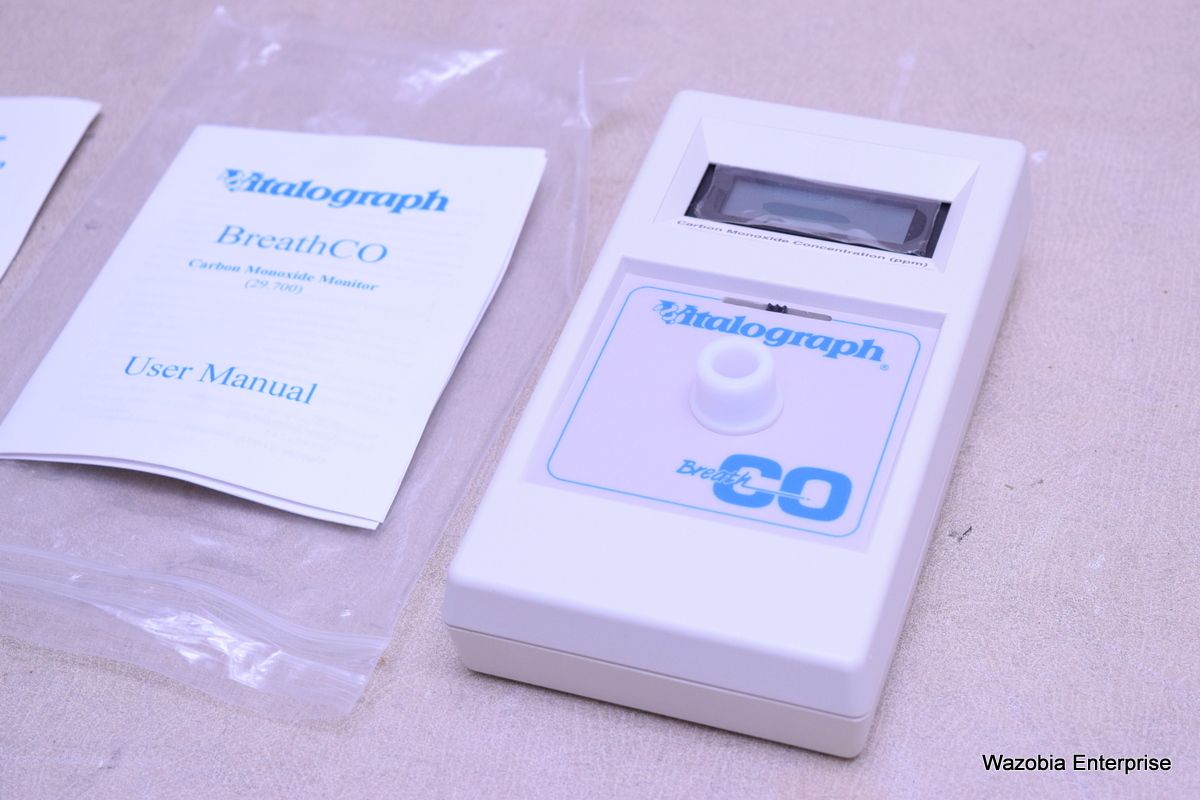 Vitalograph
BreathCO
Carbon Monoxide Monitor
(29.700)
User Manual
Carbon Monoxide Concentration (ppm)
Vitalograph®
Breath CO
Wazobia Enterprise